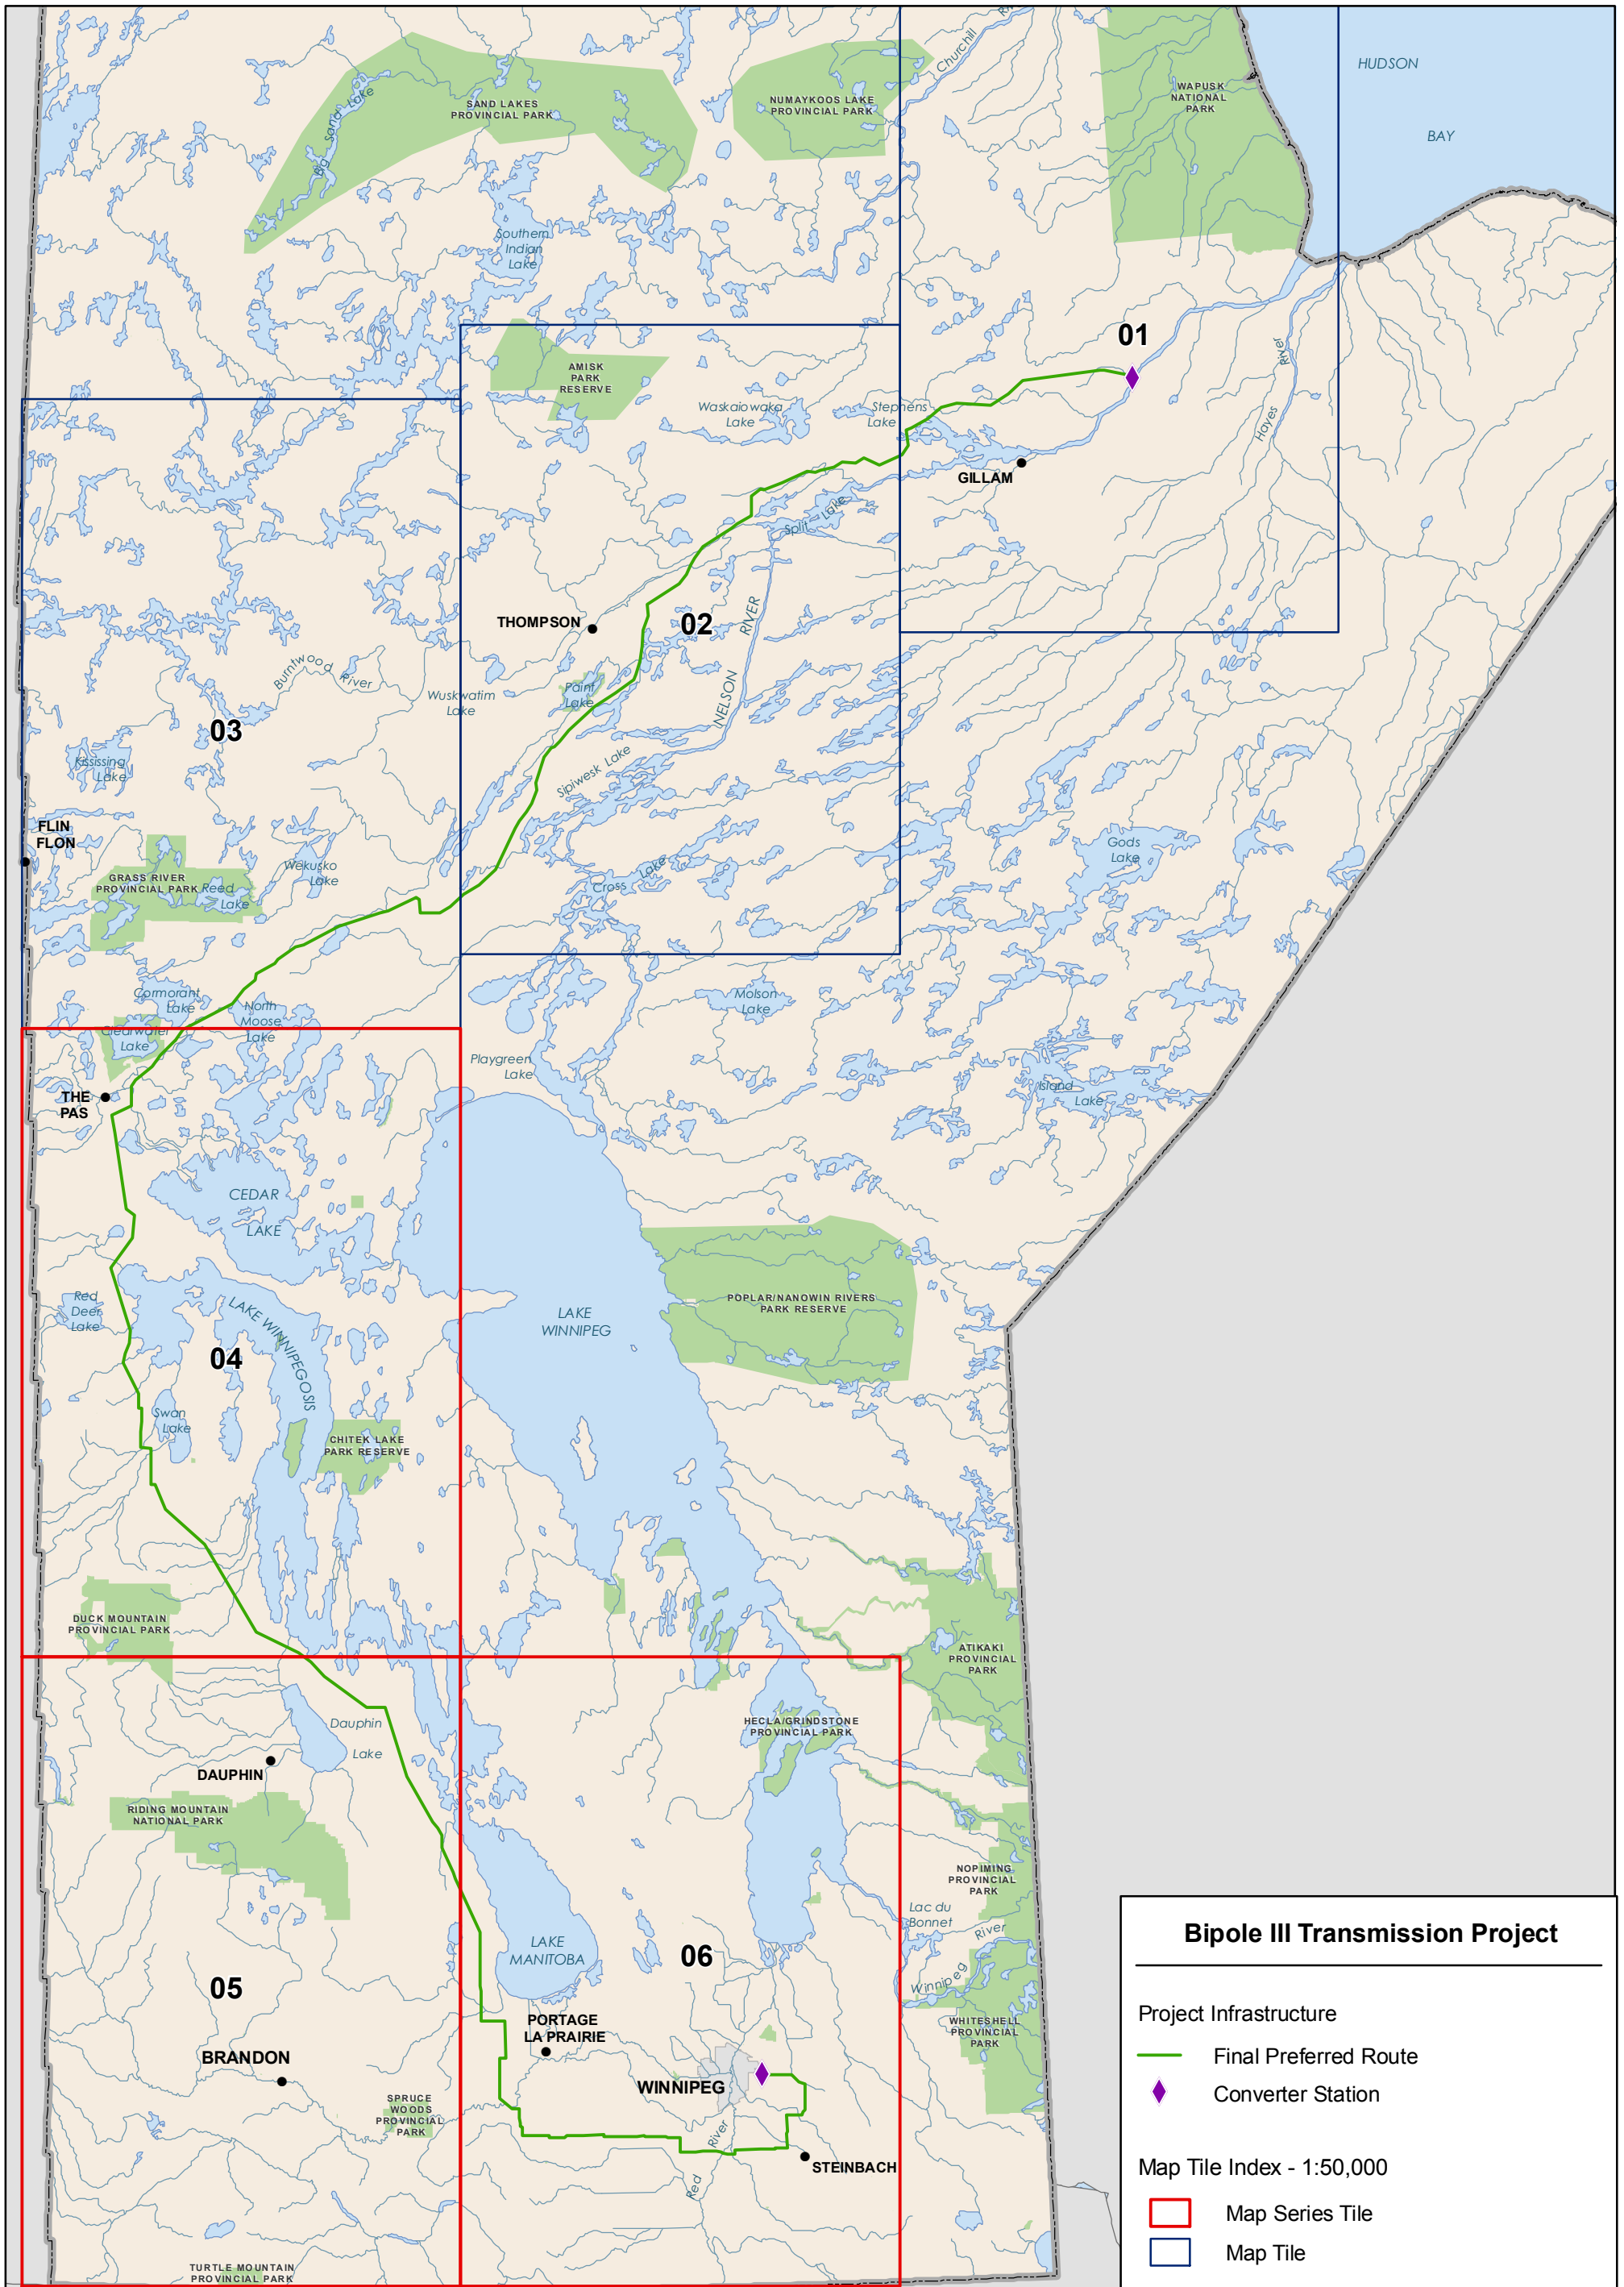 HUDSON
BAY
Churchill
WAPUSK
NATIONAL
PARK
SAND LAKES
PROVINCIAL PARK
NUMAYKOOS LAKE
PROVINCIAL PARK
Big Sand Lake
Southern
Indian
Lake
01
Hayes River
AMISK
PARK
RESERVE
Waskaiowaka
Lake
Stephens
Lake
GILLAM
Split Lake
THOMPSON
02
NELSON RIVER
Burntwood River
Wuskwatim
Lake
Paint
Lake
03
Sipiwesk Lake
Kississing
Lake
FLIN
FLON
GRASS RIVER
PROVINCIAL PARK
Reed
Lake
Wekusko
Lake
Cross Lake
Gods
Lake
Cormorant
Lake
North
Moose
Lake
Molson
Lake
Clearwater
Lake
Playgreen
Lake
THE
PAS
Island
Lake
CEDAR
LAKE
Red
Deer
Lake
LAKE WINNIPEGOSIS
LAKE
WINNIPEG
POPLAR/NANOWIN RIVERS
PARK RESERVE
04
Swan
Lake
CHITEK LAKE
PARK RESERVE
DUCK MOUNTAIN
PROVINCIAL PARK
ATIKAKI
PROVINCIAL
PARK
Dauphin
Lake
HECLA/GRINDSTONE
PROVINCIAL PARK
DAUPHIN
RIDING MOUNTAIN
NATIONAL PARK
NOPIMING
PROVINCIAL
PARK
Lac du
Bonnet
Winnipeg River
LAKE
MANITOBA
06
05
PORTAGE
LA PRAIRIE
WHITESHELL
PROVINCIAL
PARK
BRANDON
WINNIPEG
SPRUCE
WOODS
PROVINCIAL
PARK
Red River
STEINBACH
TURTLE MOUNTAIN
PROVINCIAL PARK
Bipole III Transmission Project
Project Infrastructure
Final Preferred Route
Converter Station
Map Tile Index - 1:50,000
Map Series Tile
Map Tile